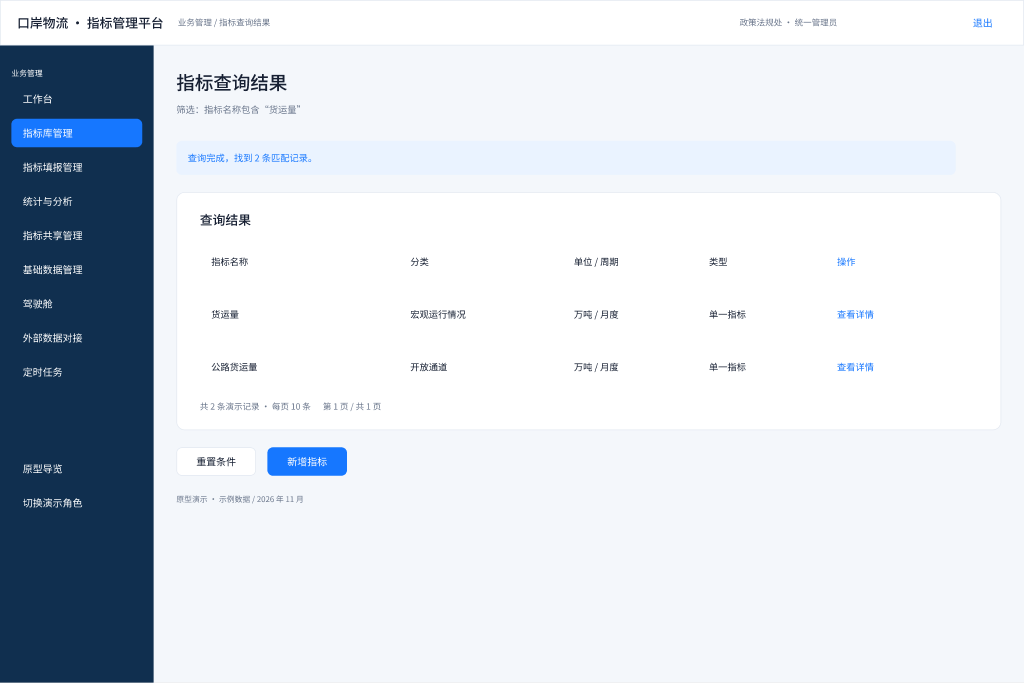 口岸物流 • 指标管理平台 业务管理 / 指标查询结果 政策法规处 • 统一管理员 退出
业务管理
工作台
指标库管理
指标填报管理
统计与分析
指标共享管理
基础数据管理
驾驶舱
外部数据对接
定时任务
原型导览
切换演示角色
指标查询结果
筛选：指标名称包含“货运量”
查询完成，找到 2 条匹配记录。
查询结果
指标名称 分类 单位 / 周期 类型 操作
货运量 宏观运行情况 万吨 / 月度 单一指标 查看详情
公路货运量 开放通道 万吨 / 月度 单一指标 查看详情
共 2 条演示记录 • 每页 10 条 第 1 页 / 共 1 页
重置条件 新增指标
原型演示 • 示例数据 / 2026 年 11 月